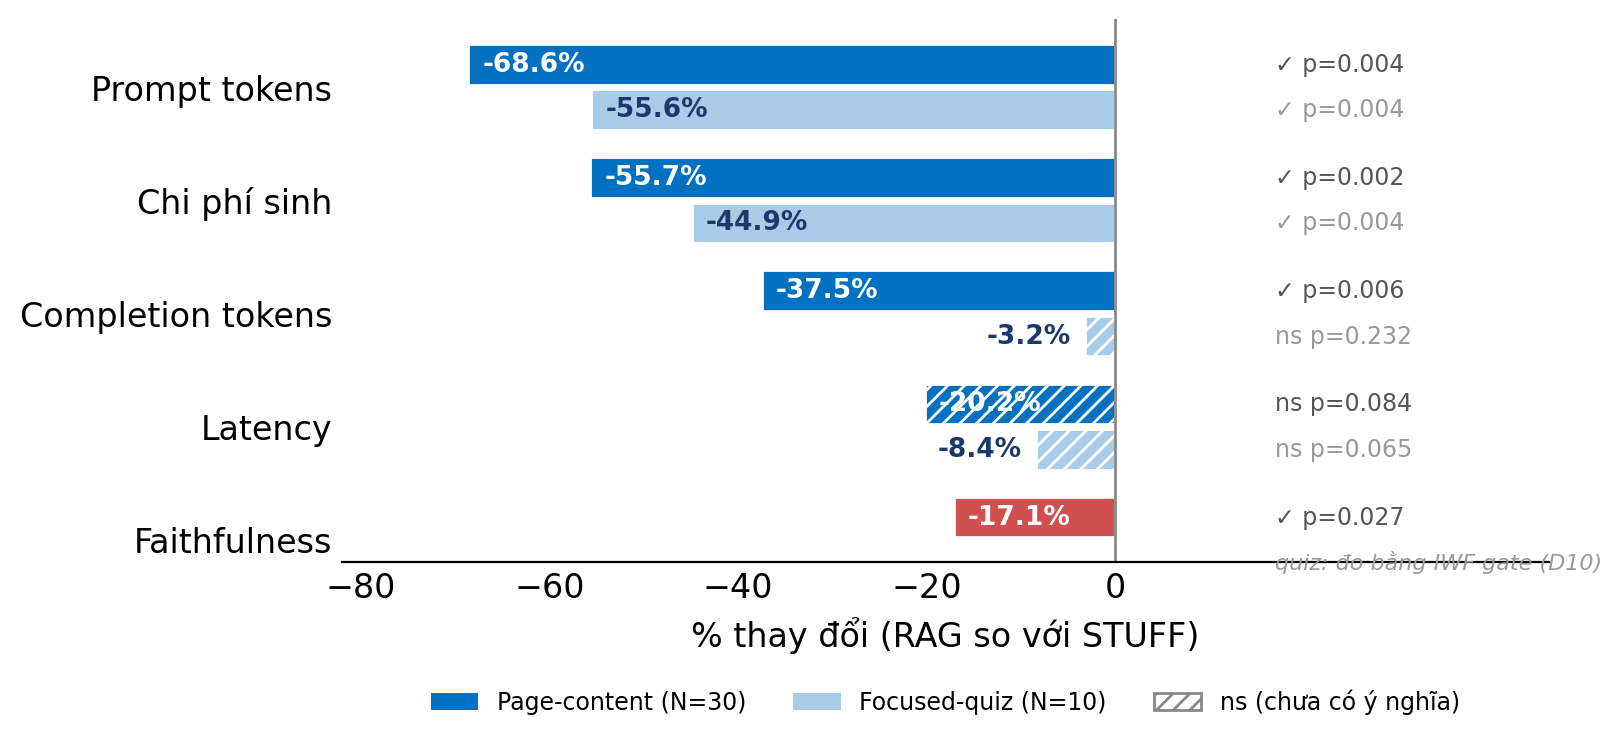 Prompt tokens
-68.6%
✓ p=0.004
-55.6%
✓ p=0.004
Chi phí sinh
-55.7%
✓ p=0.002
-44.9%
✓ p=0.004
Completion tokens
-37.5%
✓ p=0.006
-3.2%
ns p=0.232
Latency
-20.2%
ns p=0.084
-8.4%
ns p=0.065
Faithfulness
-17.1%
✓ p=0.027
quiz: đo bằng IWF gate (D10)
−80 −60 −40 −20 0
% thay đổi (RAG so với STUFF)
Page-content (N=30) Focused-quiz (N=10) ns (chưa có ý nghĩa)